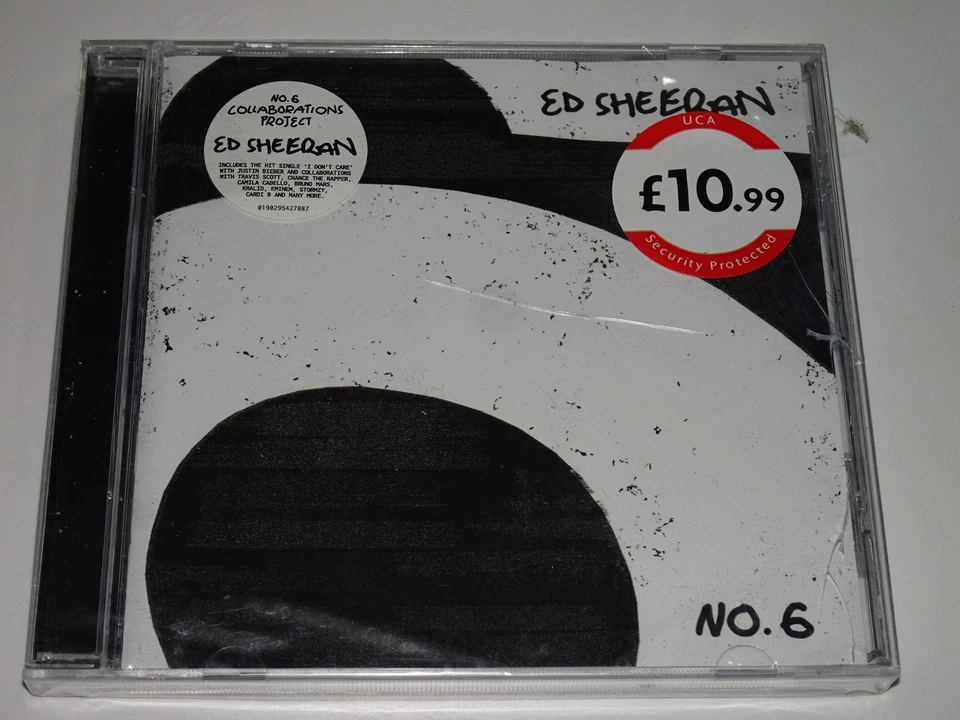 NO.6
COLLABORATIONS
PROJECT
ED SHEERAN
INCLUDES THE HIT SINGLE 'I DON'T CARE'
WITH JUSTIN BIEBER AND COLLABORATIONS
WITH TRAVIS SCOTT, CHANCE THE RAPPER,
CAMILA CABELLO, BRUNO MARS,
KHALID, EMINEM, STORMZY,
CARDI B AND MANY MORE.
0190295427887
ED SHEERAN
UCA
£10.99
Security Protected
NO.6